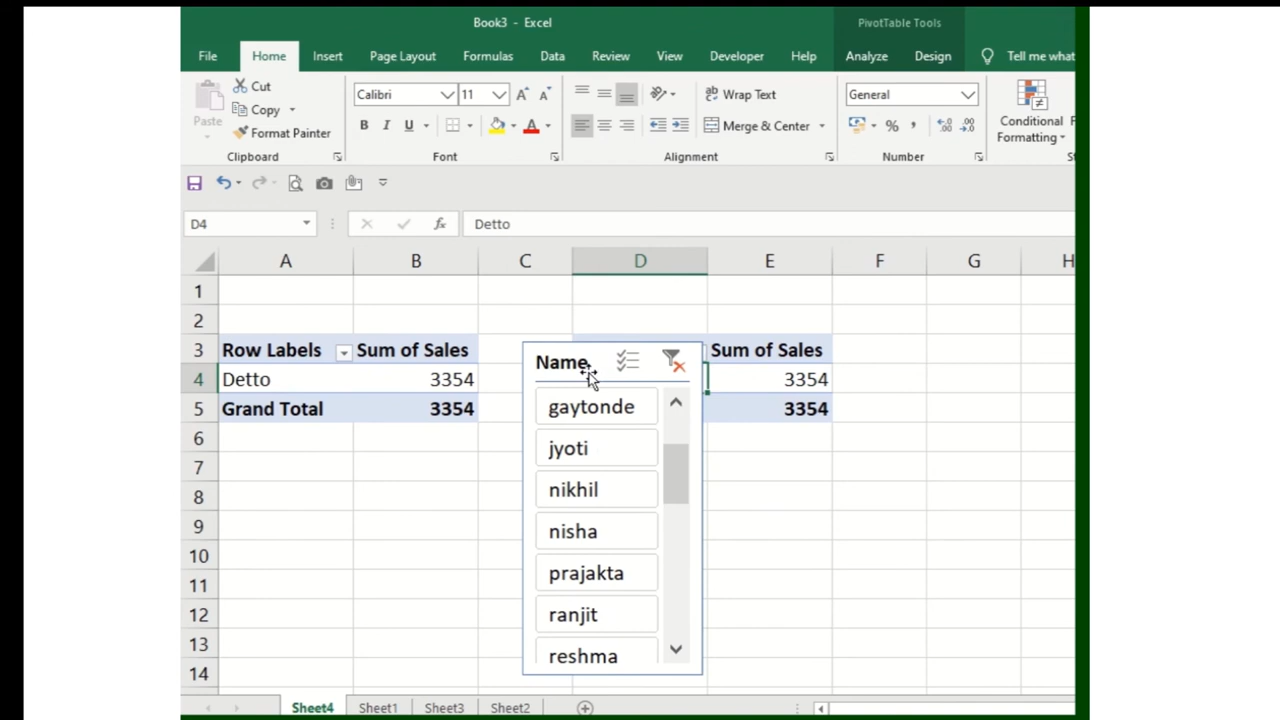 Book3 - Excel
PivotTable Tools
File Home Insert Page Layout Formulas Data Review View Developer Help Analyze Design Tell me what
Paste
Cut
Copy
Format Painter
Clipboard
Calibri 11
B I U
Font
Wrap Text
Merge & Center
Alignment
General
Number
Conditional
Formatting
D4 fx Detto
A B C D E F G H
1
2
3 Row Labels Sum of Sales Sum of Sales
4 Detto 3354 3354
5 Grand Total 3354 3354
6
7
8
9
10
11
12
13
14
Name
gaytonde
jyoti
nikhil
nisha
prajakta
ranjit
reshma
Sheet4 Sheet1 Sheet3 Sheet2